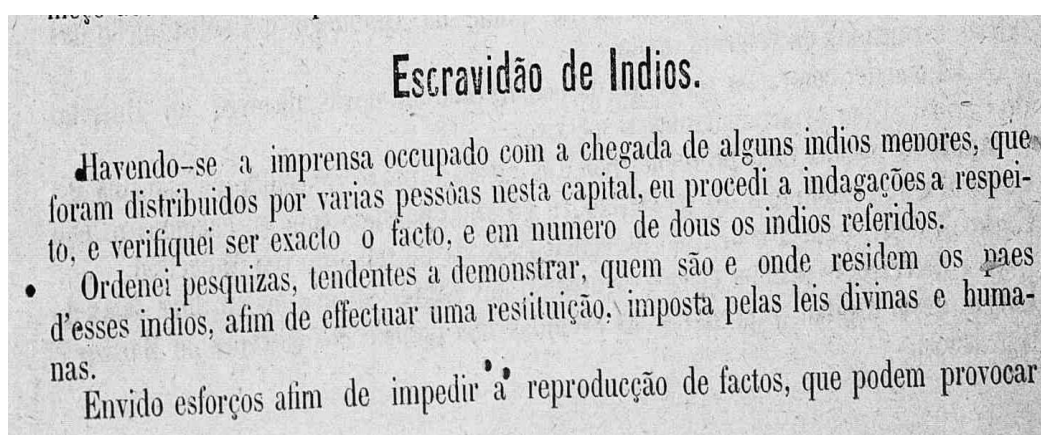 Escravidão de Indios.
Havendo-se a imprensa occupado com a chegada de alguns indios menores, que
foram distribuidos por varias pessôas nesta capital, eu procedi a indagações a respei-
to, e verifiquei ser exacto o facto, e em numero de dous os indios referidos.
Ordenei pesquizas, tendentes a demonstrar, quem são e onde residem os paes
d'esses indios, afim de effectuar uma restituição, imposta pelas leis divinas e huma-
nas.
Envido esforços afim de impedir a reproducção de factos, que podem provocar